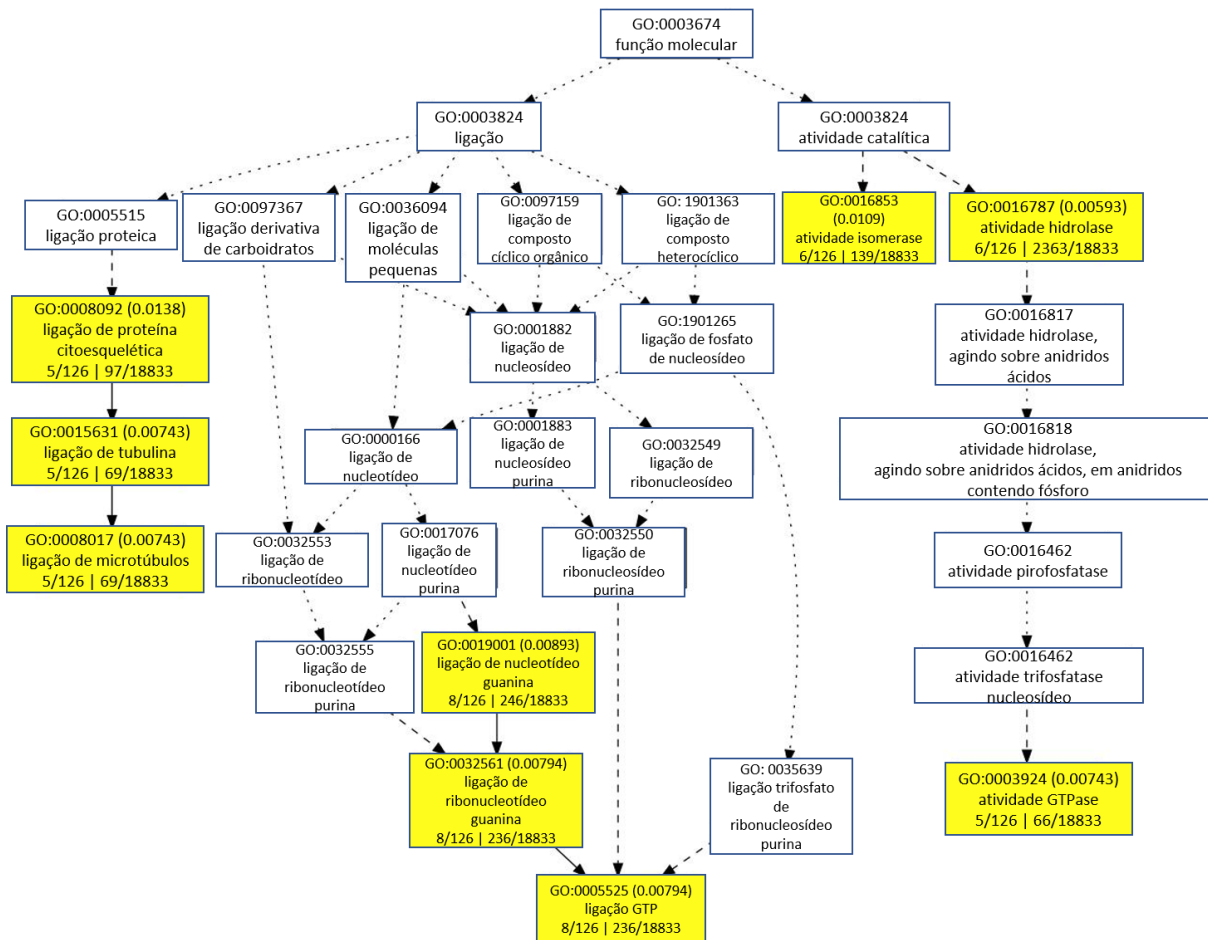 GO:0003674
função molecular
GO:0003824
ligação
GO:0003824
atividade catalítica
GO:0005515
ligação proteica
GO:0097367
ligação derivativa
de carboidratos
GO:0036094
ligação de
moléculas
pequenas
GO:0097159
ligação de
composto
cíclico orgânico
GO: 1901363
ligação de
composto
heterocíclico
GO:0016853
(0.0109)
atividade isomerase
6/126 | 139/18833
GO:0016787 (0.00593)
atividade hidrolase
6/126 | 2363/18833
GO:0008092 (0.0138)
ligação de proteína
citoesquelética
5/126 | 97/18833
GO:0001882
ligação de
nucleosídeo
GO:1901265
ligação de fosfato
de nucleosídeo
GO:0016817
atividade hidrolase,
agindo sobre anidridos
ácidos
GO:0015631 (0.00743)
ligação de tubulina
5/126 | 69/18833
GO:0000166
ligação de
nucleotídeo
GO:0001883
ligação de
nucleosídeo
purina
GO:0032549
ligação de
ribonucleosídeo
GO:0016818
atividade hidrolase,
agindo sobre anidridos ácidos, em anidridos
contendo fósforo
GO:0008017 (0.00743)
ligação de microtúbulos
5/126 | 69/18833
GO:0032553
ligação de
ribonucleotídeo
GO:0017076
ligação de
nucleotídeo
purina
GO:0032550
ligação de
ribonucleosídeo
purina
GO:0016462
atividade pirofosfatase
GO:0032555
ligação de
ribonucleotídeo
purina
GO:0019001 (0.00893)
ligação de nucleotídeo
guanina
8/126 | 246/18833
GO:0016462
atividade trifosfatase
nucleosídeo
GO:0032561 (0.00794)
ligação de
ribonucleotídeo
guanina
8/126 | 236/18833
GO: 0035639
ligação trifosfato
de
ribonucleosídeo
purina
GO:0003924 (0.00743)
atividade GTPase
5/126 | 66/18833
GO:0005525 (0.00794)
ligação GTP
8/126 | 236/18833